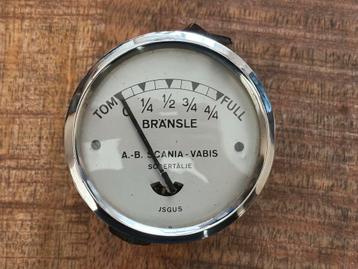 TOM 0 1/4 1/2 3/4 4/4 FULL
BRÄNSLE
A.-B. SCANIA-VABIS
SÖDERTÄLJE
JSGUS